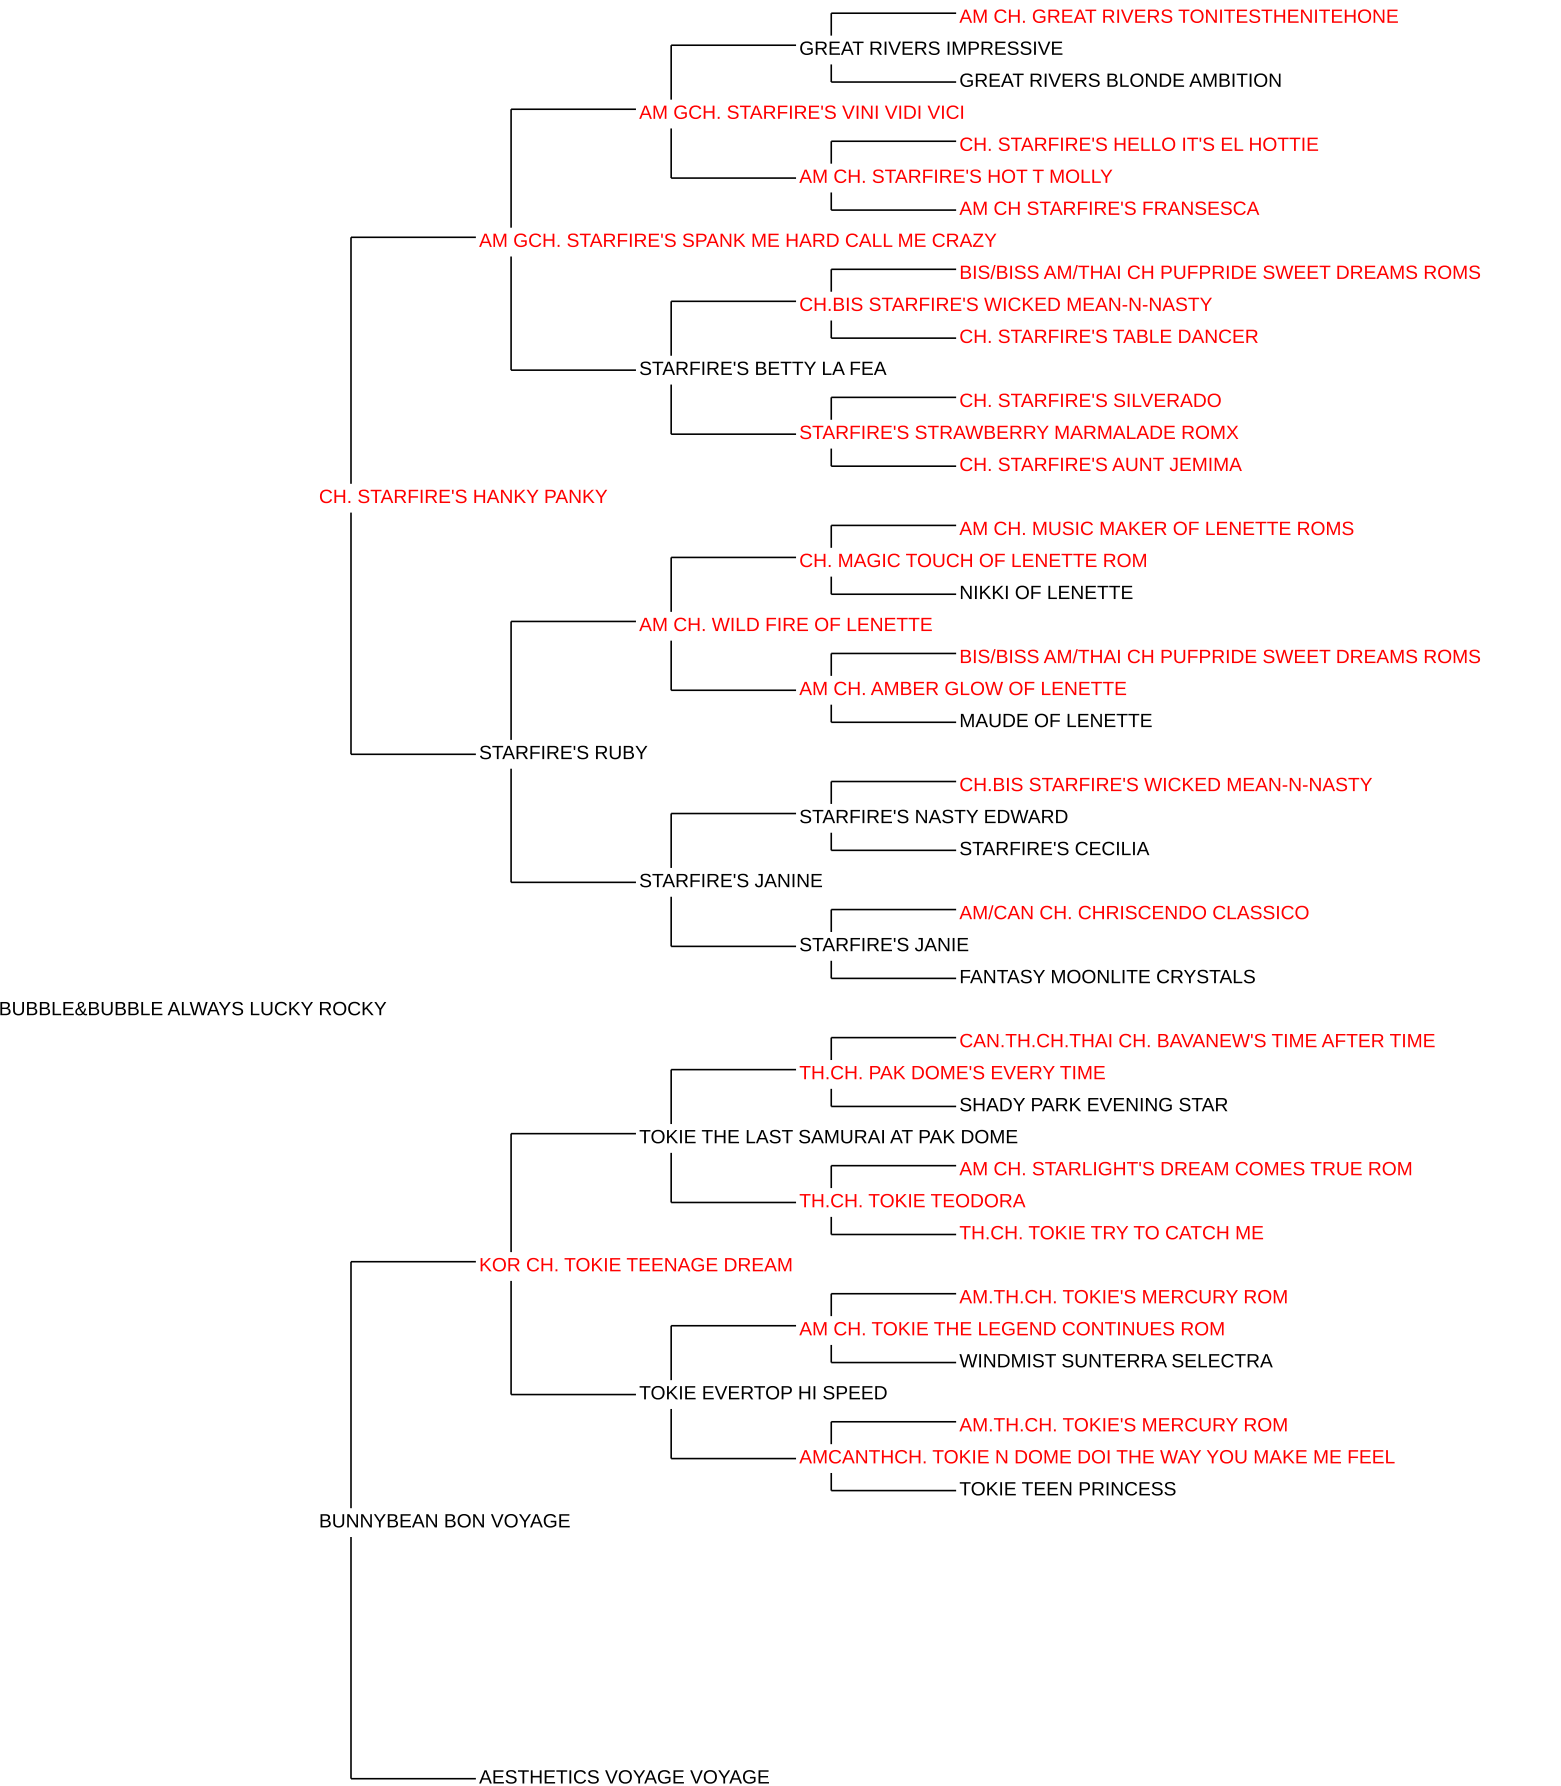 AM CH. GREAT RIVERS TONITESTHENITEHONE
GREAT RIVERS IMPRESSIVE
GREAT RIVERS BLONDE AMBITION
AM GCH. STARFIRE'S VINI VIDI VICI
CH. STARFIRE'S HELLO IT'S EL HOTTIE
AM CH. STARFIRE'S HOT T MOLLY
AM CH STARFIRE'S FRANSESCA
AM GCH. STARFIRE'S SPANK ME HARD CALL ME CRAZY
BIS/BISS AM/THAI CH PUFPRIDE SWEET DREAMS ROMS
CH.BIS STARFIRE'S WICKED MEAN-N-NASTY
CH. STARFIRE'S TABLE DANCER
STARFIRE'S BETTY LA FEA
CH. STARFIRE'S SILVERADO
STARFIRE'S STRAWBERRY MARMALADE ROMX
CH. STARFIRE'S AUNT JEMIMA
CH. STARFIRE'S HANKY PANKY
AM CH. MUSIC MAKER OF LENETTE ROMS
CH. MAGIC TOUCH OF LENETTE ROM
NIKKI OF LENETTE
AM CH. WILD FIRE OF LENETTE
BIS/BISS AM/THAI CH PUFPRIDE SWEET DREAMS ROMS
AM CH. AMBER GLOW OF LENETTE
MAUDE OF LENETTE
STARFIRE'S RUBY
CH.BIS STARFIRE'S WICKED MEAN-N-NASTY
STARFIRE'S NASTY EDWARD
STARFIRE'S CECILIA
STARFIRE'S JANINE
AM/CAN CH. CHRISCENDO CLASSICO
STARFIRE'S JANIE
FANTASY MOONLITE CRYSTALS
BUBBLE&BUBBLE ALWAYS LUCKY ROCKY
CAN.TH.CH.THAI CH. BAVANEW'S TIME AFTER TIME
TH.CH. PAK DOME'S EVERY TIME
SHADY PARK EVENING STAR
TOKIE THE LAST SAMURAI AT PAK DOME
AM CH. STARLIGHT'S DREAM COMES TRUE ROM
TH.CH. TOKIE TEODORA
TH.CH. TOKIE TRY TO CATCH ME
KOR CH. TOKIE TEENAGE DREAM
AM.TH.CH. TOKIE'S MERCURY ROM
AM CH. TOKIE THE LEGEND CONTINUES ROM
WINDMIST SUNTERRA SELECTRA
TOKIE EVERTOP HI SPEED
AM.TH.CH. TOKIE'S MERCURY ROM
AMCANTHCH. TOKIE N DOME DOI THE WAY YOU MAKE ME FEEL
TOKIE TEEN PRINCESS
BUNNYBEAN BON VOYAGE
AESTHETICS VOYAGE VOYAGE